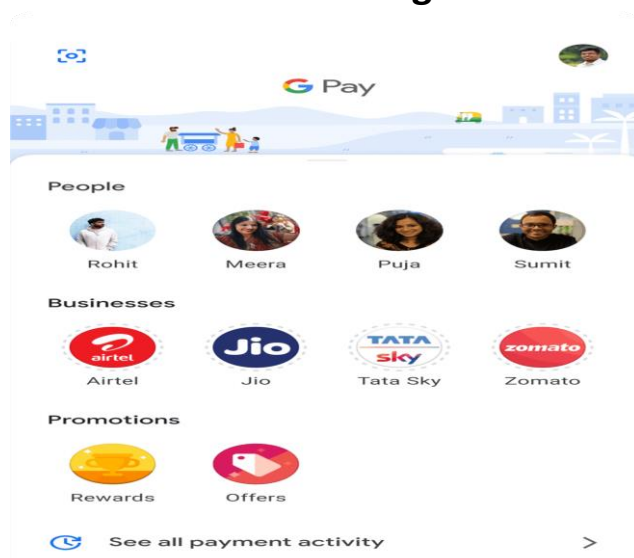 G Pay
People
Rohit Meera Puja Sumit
Businesses
airtel Jio TATA sky zomato
Airtel Jio Tata Sky Zomato
Promotions
Rewards Offers
See all payment activity >